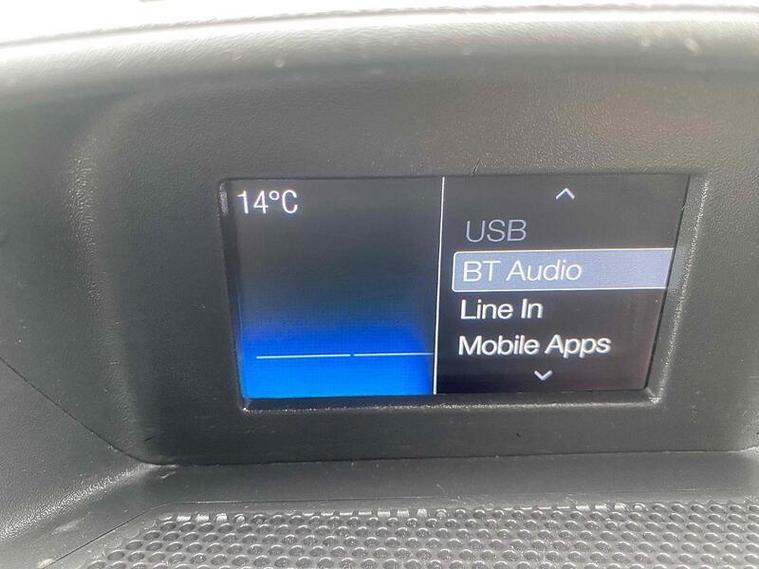 14°C
USB
BT Audio
Line In
Mobile Apps